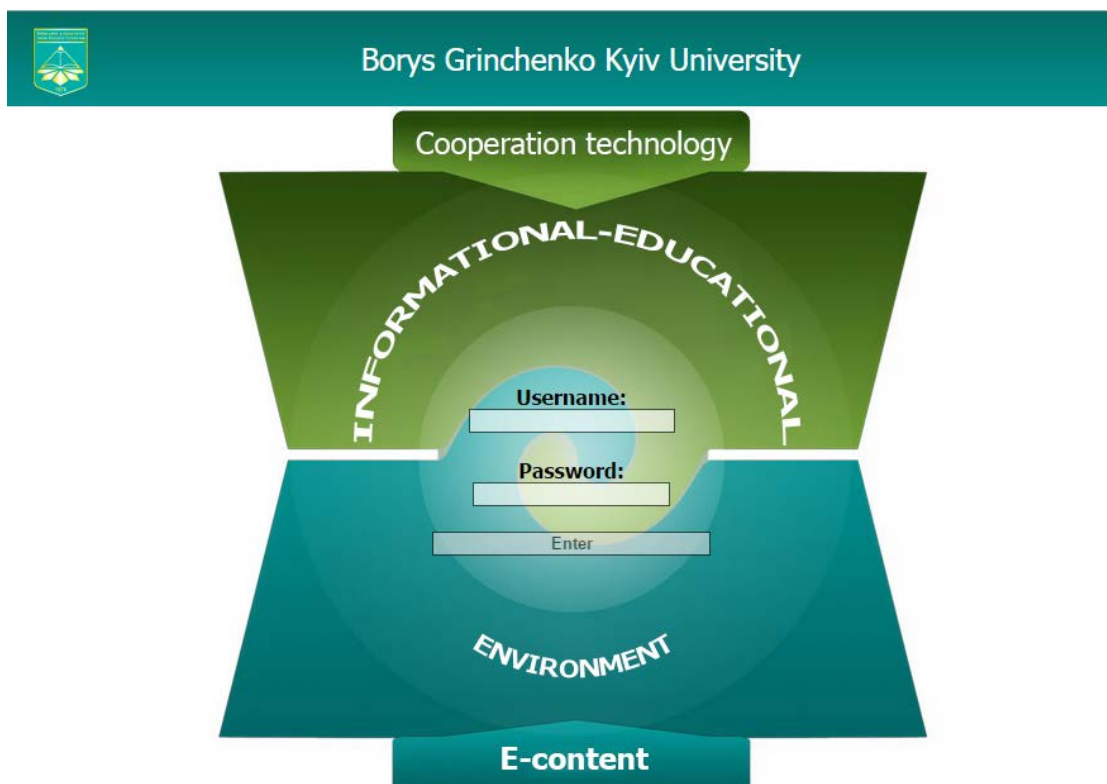 Borys Grinchenko Kyiv University
Cooperation technology
INFORMATIONAL-EDUCATIONAL
Username:
Password:
Enter
ENVIRONMENT
E-content